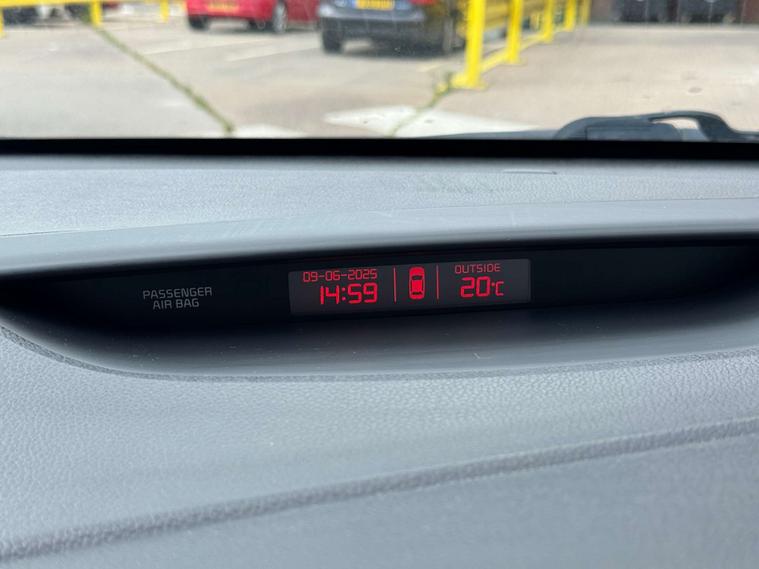 PASSENGER
AIR BAG
09-06-2025
14:59
OUTSIDE
20°C